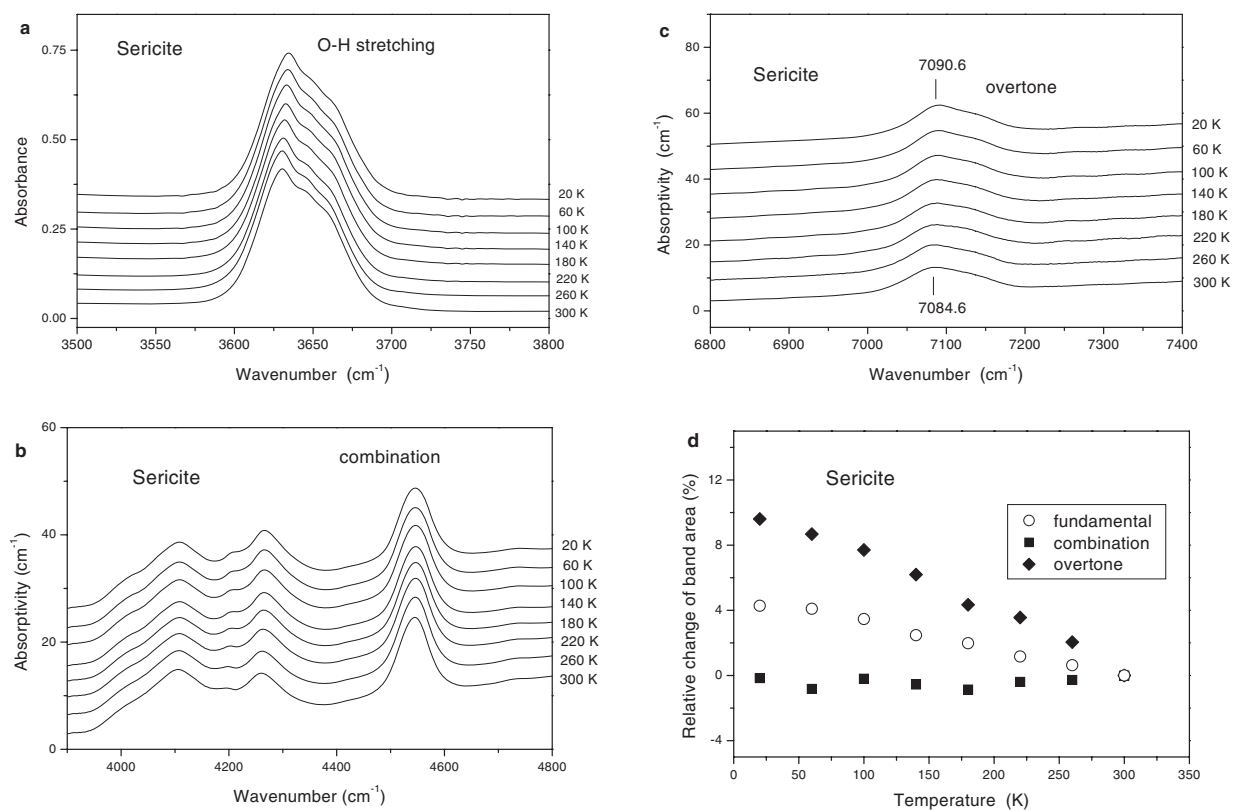 a
Sericite
O-H stretching
0.75
0.50
0.25
0.00
Absorbance
20 K
60 K
100 K
140 K
180 K
220 K
260 K
300 K
3500 3550 3600 3650 3700 3750 3800
Wavenumber (cm-1)
c
Sericite
7090.6
overtone
80
60
40
20
0
Absorptivity (cm-1)
20 K
60 K
100 K
140 K
180 K
220 K
260 K
300 K
7084.6
6800 6900 7000 7100 7200 7300 7400
Wavenumber (cm-1)
b
Sericite
combination
60
40
20
0
Absorptivity (cm-1)
20 K
60 K
100 K
140 K
180 K
220 K
260 K
300 K
4000 4200 4400 4600 4800
Wavenumber (cm-1)
d
Sericite
fundamental
combination
overtone
12
8
4
0
-4
Relative change of band area (%)
0 50 100 150 200 250 300 350
Temperature (K)